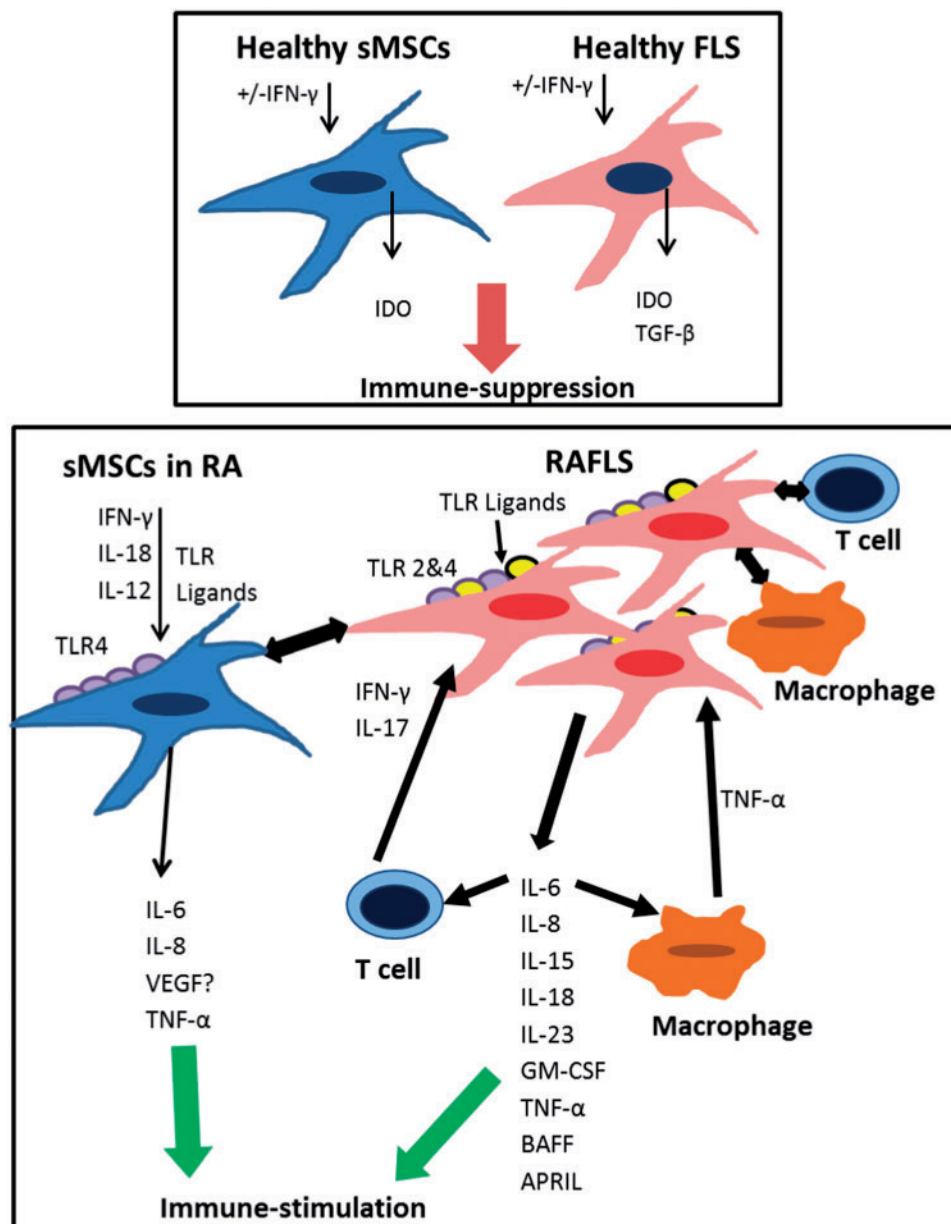 Healthy sMSCs
Healthy FLS
+/-IFN-γ
+/-IFN-γ
IDO
IDO
TGF-β
Immune-suppression
sMSCs in RA
RAFLS
IFN-γ
IL-18
IL-12
TLR
Ligands
TLR4
TLR Ligands
TLR 2&4
T cell
Macrophage
IFN-γ
IL-17
TNF-α
T cell
Macrophage
IL-6
IL-8
VEGF?
TNF-α
IL-6
IL-8
IL-15
IL-18
IL-23
GM-CSF
TNF-α
BAFF
APRIL
Immune-stimulation